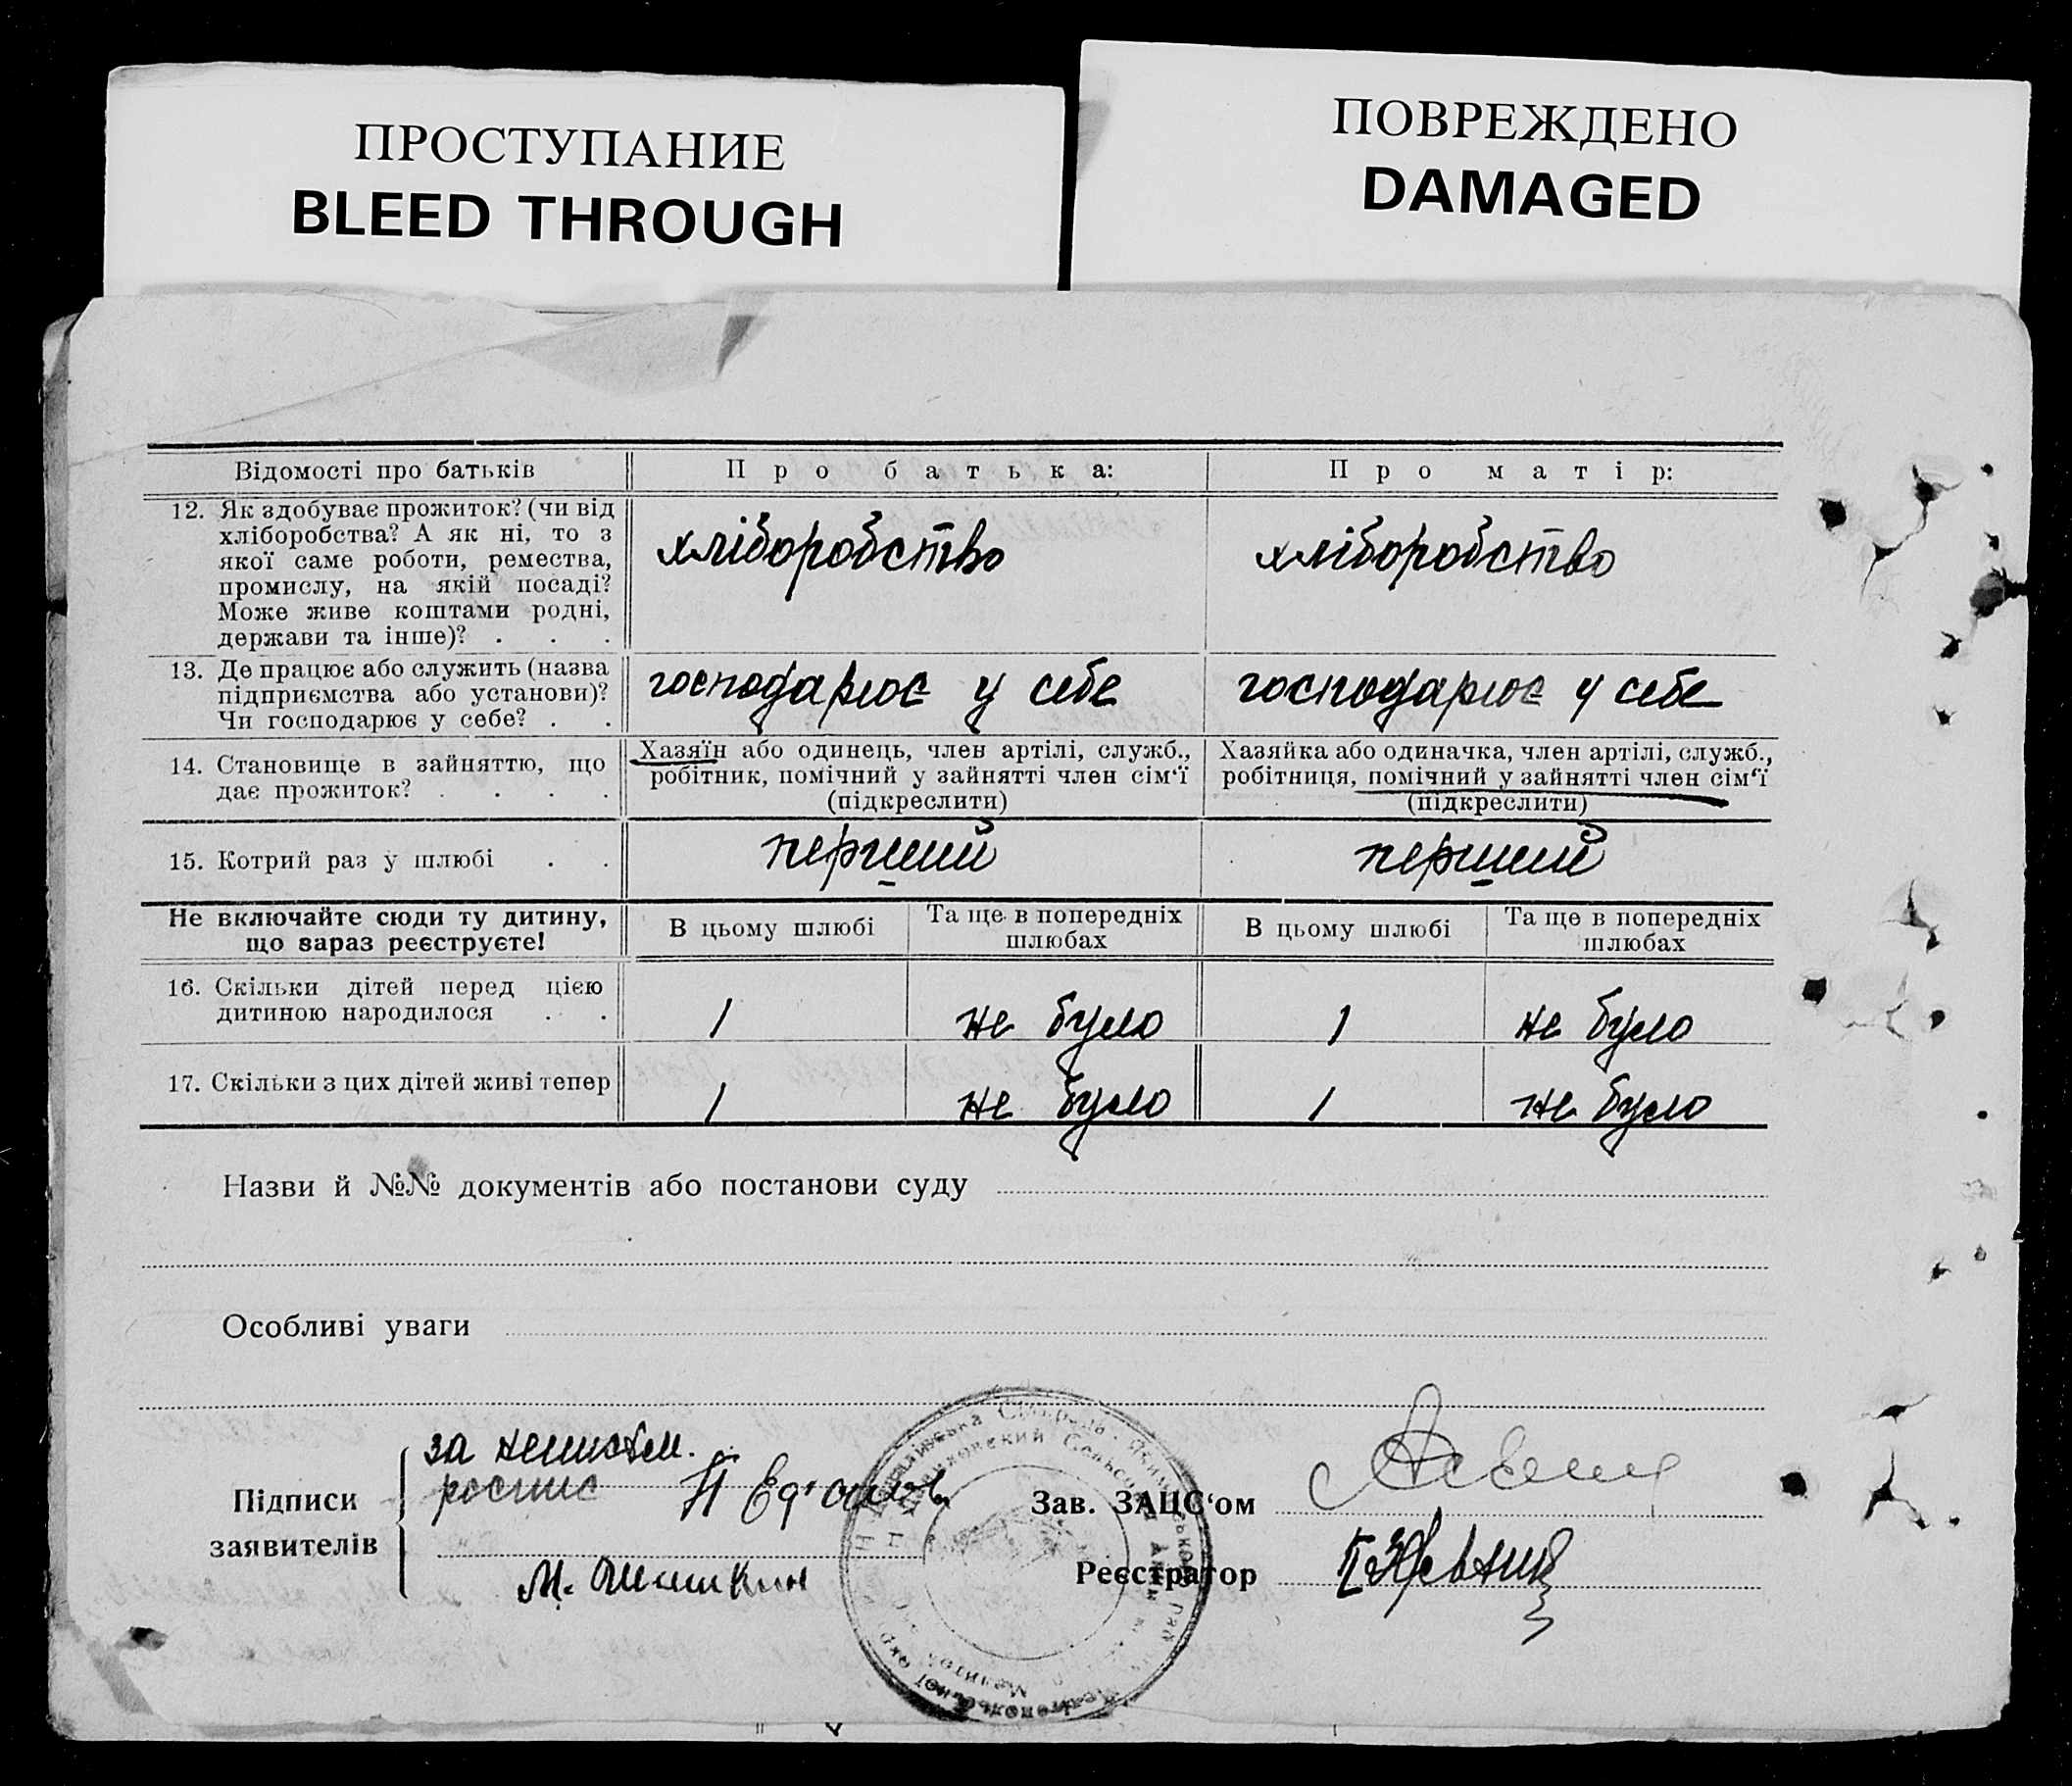 ПРОСТУПАНИЕ
BLEED THROUGH
ПОВРЕЖДЕНО
DAMAGED
Відомості про батьків
Про батька:
Про матір:
12. Як здобуває прожиток? (чи від
хліборобства? А як ні, то з
якої саме роботи, ремества,
промислу, на якій посаді?
Може живе коштами родні,
держави та інше)? . . .
хліборобство
хліборобство
13. Де працює або служить (назва
підприємства або установи)?
Чи господарює у себе? . .
господарює у себе
господарює у себе
14. Становище в зайняттю, що
дає прожиток? . . . .
Хазяїн або одинець, член артілі, служб.,
робітник, помічний у зайнятті член сім‘ї
(підкреслити)
Хазяйка або одиначка, член артілі, служб.,
робітниця, помічний у зайнятті член сім‘ї
(підкреслити)
15. Котрий раз у шлюбі . .
перший
перший
Не включайте сюди ту дитину,
що зараз реєструєте!
В цьому шлюбі
Та ще в попередніх
шлюбах
В цьому шлюбі
Та ще в попередніх
шлюбах
16. Скільки дітей перед цією
дитиною народилося . .
1
не було
1
не було
17. Скільки з цих дітей живі тепер
1
не було
1
не було
Назви й №№ документів або постанови суду
Особливі уваги
Підписи
заявителів
за
роспис
М. Шишкин
Зав. ЗАЦС‘ом
Реєстратор